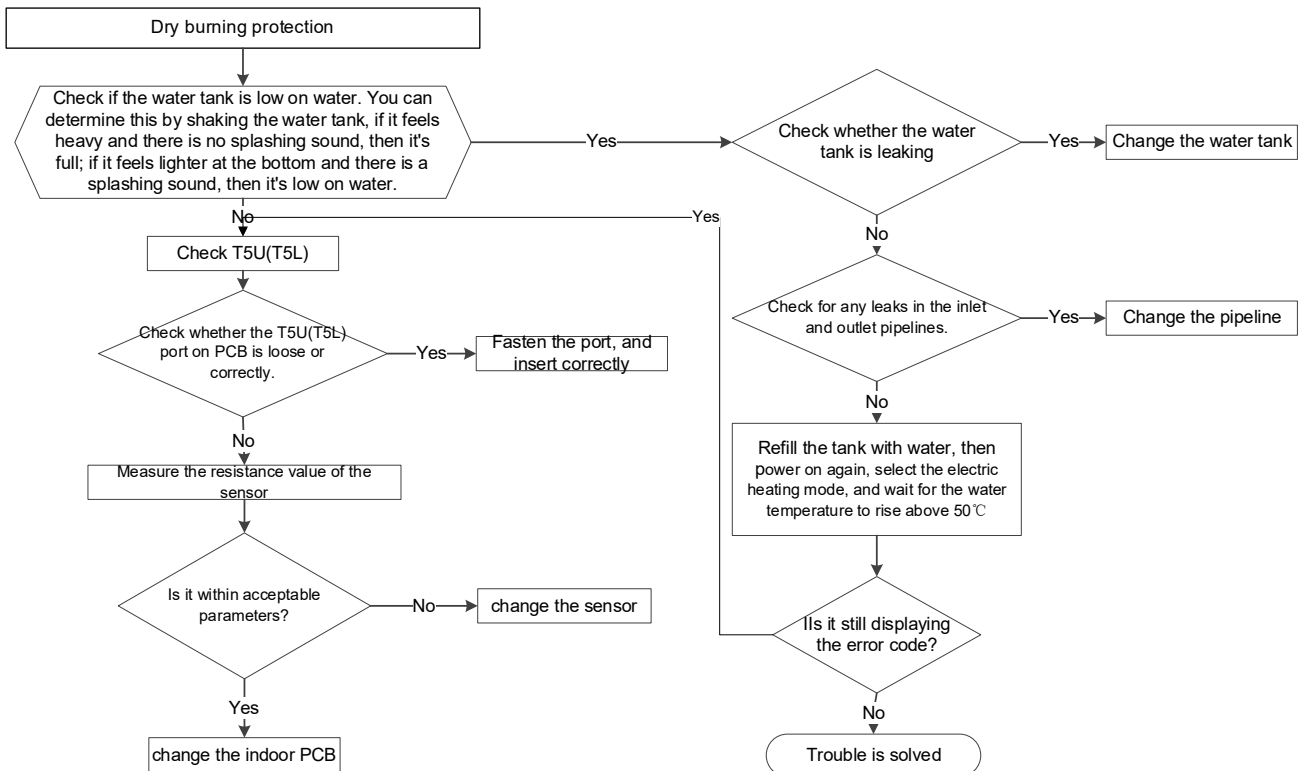 Dry burning protection
Check if the water tank is low on water. You can
determine this by shaking the water tank, if it feels
heavy and there is no splashing sound, then it's
full; if it feels lighter at the bottom and there is a
splashing sound, then it's low on water.
Yes
Check whether the water
tank is leaking
Yes
Change the water tank
No
Yes
Check T5U(T5L)
No
Check whether the T5U(T5L)
port on PCB is loose or
correctly.
Yes
Fasten the port, and
insert correctly
Check for any leaks in the inlet
and outlet pipelines.
Yes
Change the pipeline
No
No
Measure the resistance value of the
sensor
Refill the tank with water, then
power on again, select the electric
heating mode, and wait for the water
temperature to rise above 50℃
Is it within acceptable
parameters?
No
change the sensor
IIs it still displaying
the error code?
Yes
No
change the indoor PCB
Trouble is solved